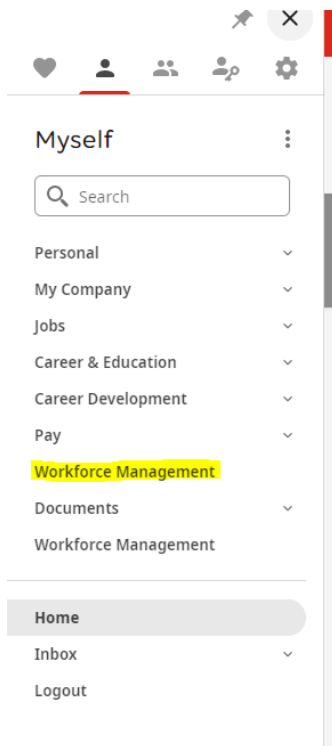 Myself
Search
Personal
My Company
Jobs
Career & Education
Career Development
Pay
Workforce Management
Documents
Workforce Management
Home
Inbox
Logout